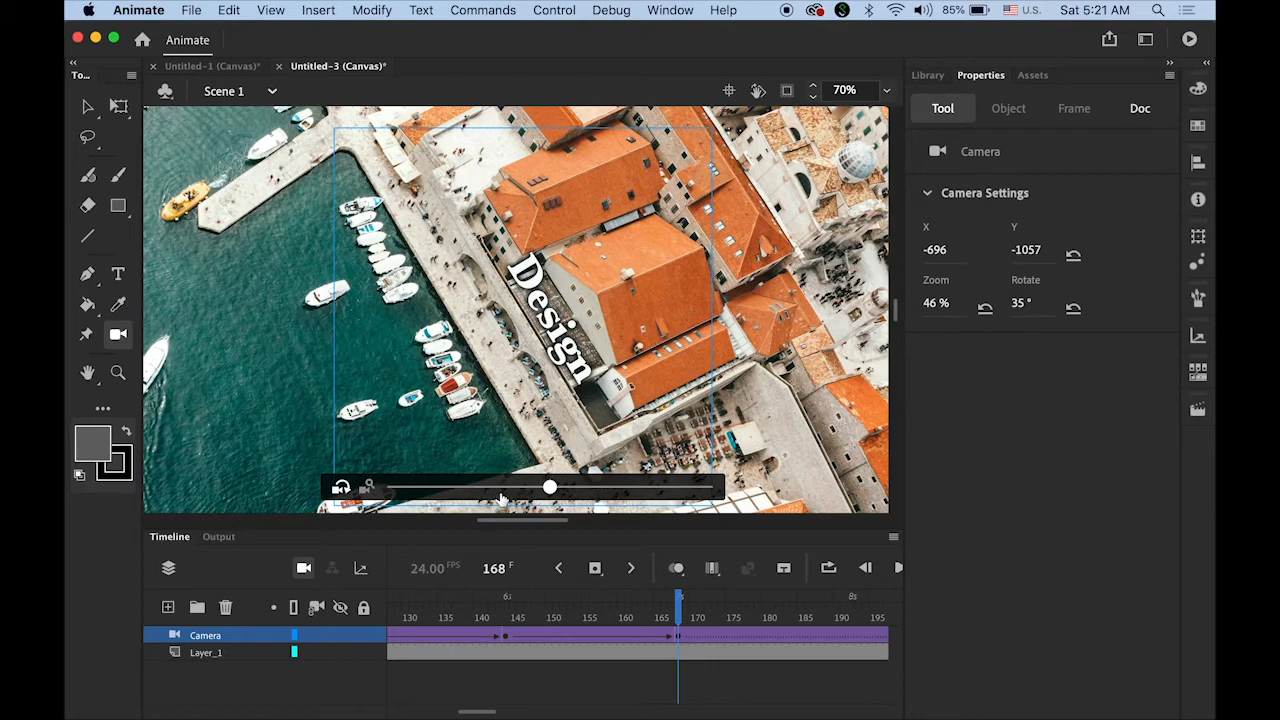 Animate File Edit View Insert Modify Text Commands Control Debug Window Help 85% U.S. Sat 5:21 AM
Animate
To... × Untitled-1 (Canvas)* × Untitled-3 (Canvas)* Library Properties Assets
Scene 1 70%
Tool Object Frame Doc
Camera
Camera Settings
X Y
-696 -1057
Zoom Rotate
46 % 35 °
Design
Timeline Output
24.00 FPS 168 F
6s 8s
130 135 140 145 150 155 160 165 170 175 180 185 190 195
Camera
Layer_1